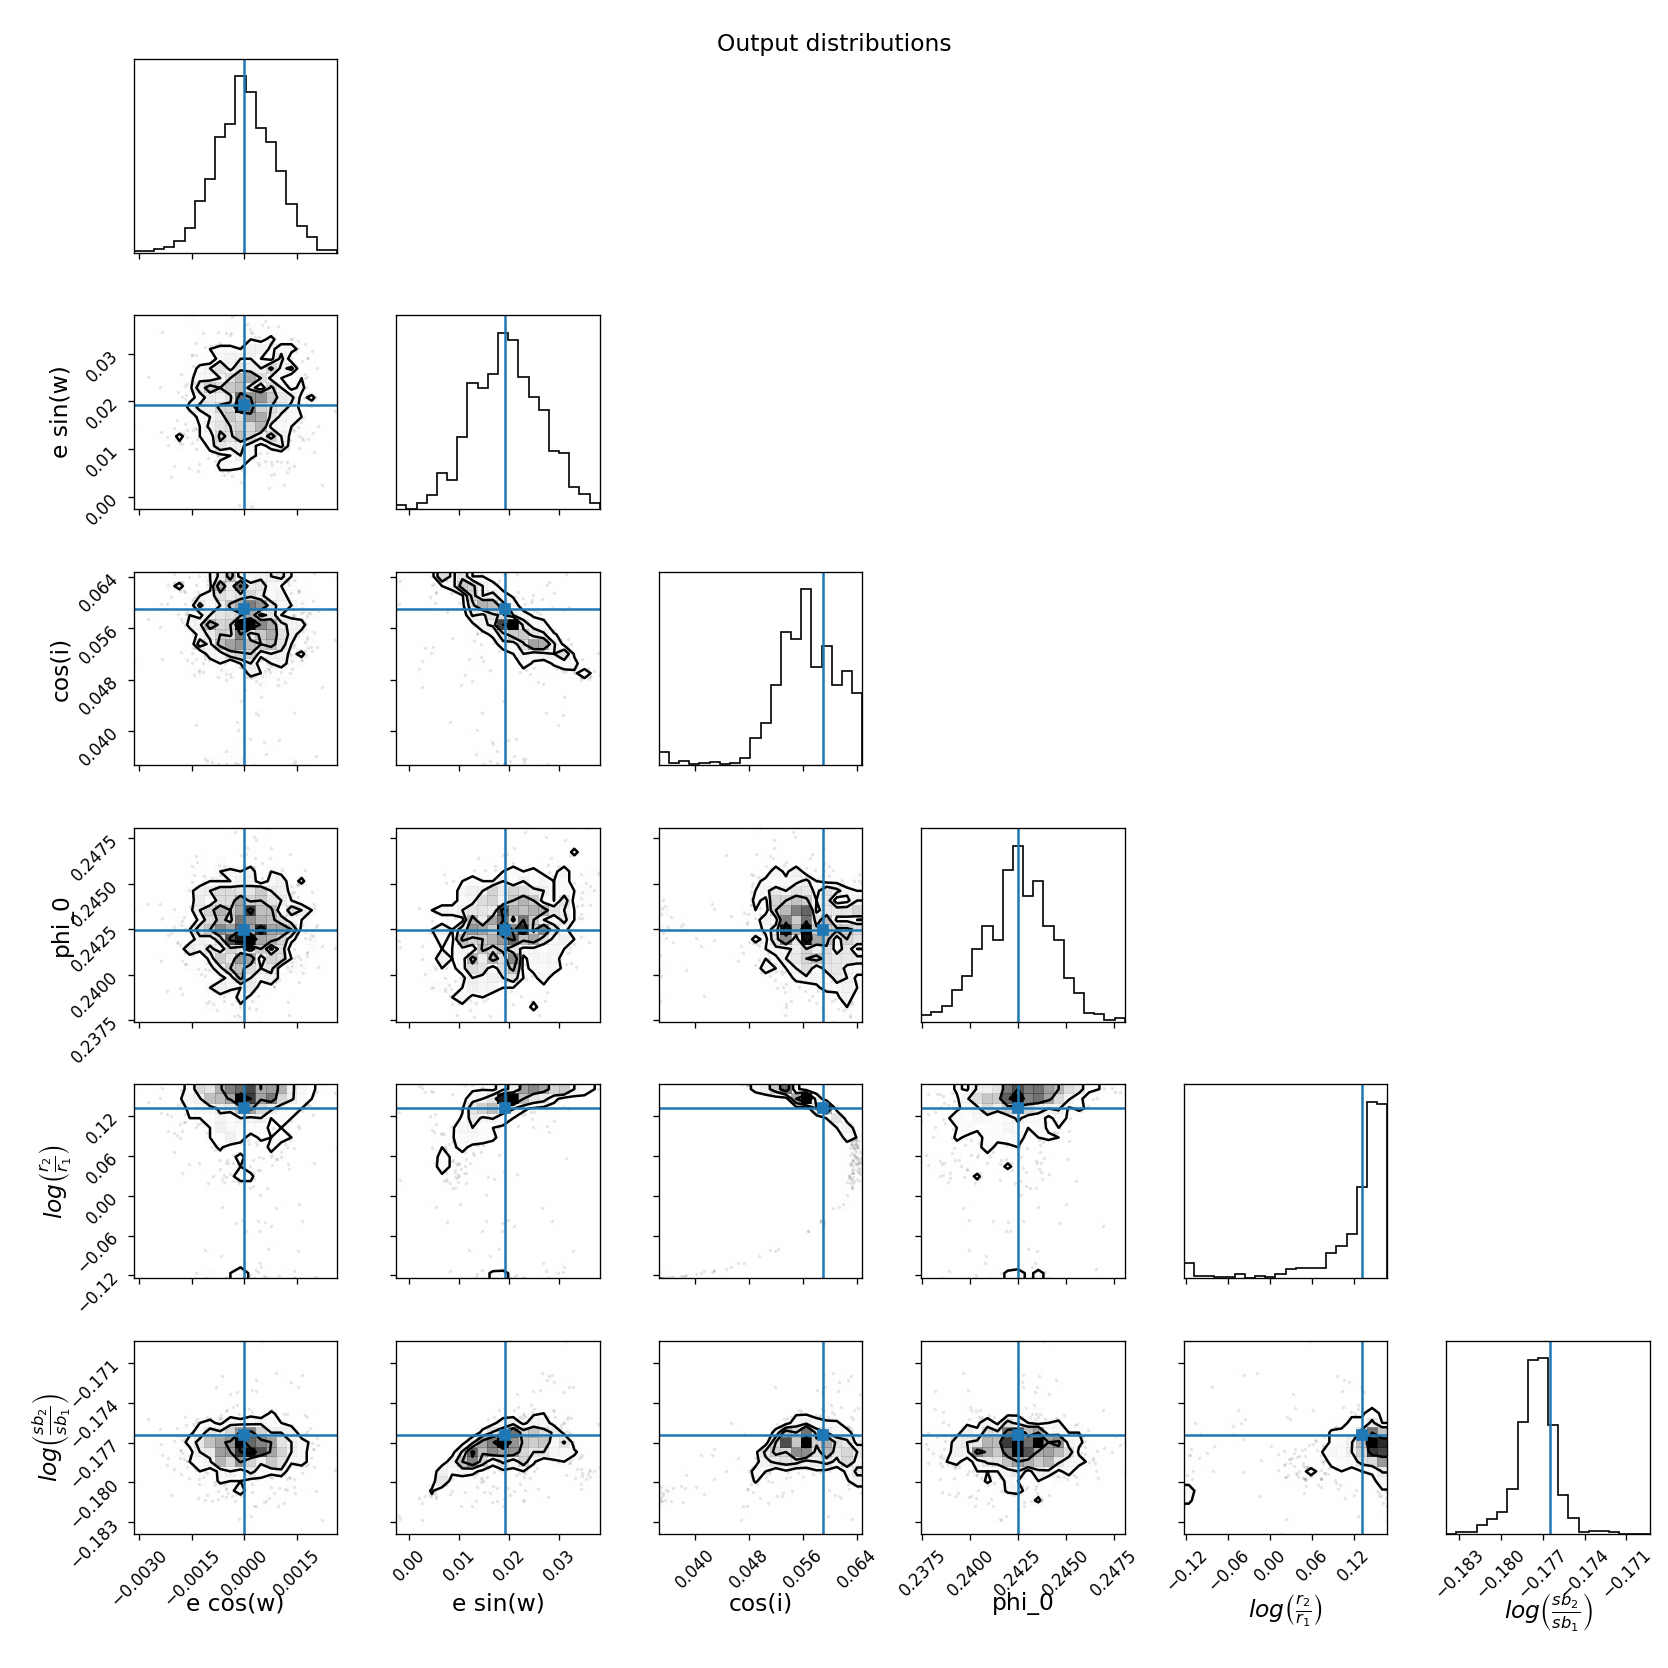 Output distributions
e sin(w)
0.03
0.02
0.01
0.00
cos(i)
0.064
0.056
0.048
0.040
phi_0
0.2475
0.2450
0.2425
0.2400
0.2375
log(r₂/r₁)
0.12
0.06
0.00
−0.06
−0.12
log(sb₂/sb₁)
−0.171
−0.174
−0.177
−0.180
−0.183
−0.0030 −0.0015 −0.0000 0.0015
0.00 0.01 0.02 0.03
0.040 0.048 0.056 0.064
0.2375 0.2400 0.2425 0.2450 0.2475
−0.12 −0.06 0.00 0.06 0.12
−0.183 −0.180 −0.177 −0.174 −0.171
e cos(w) e sin(w) cos(i) phi_0 log(r₂/r₁) log(sb₂/sb₁)